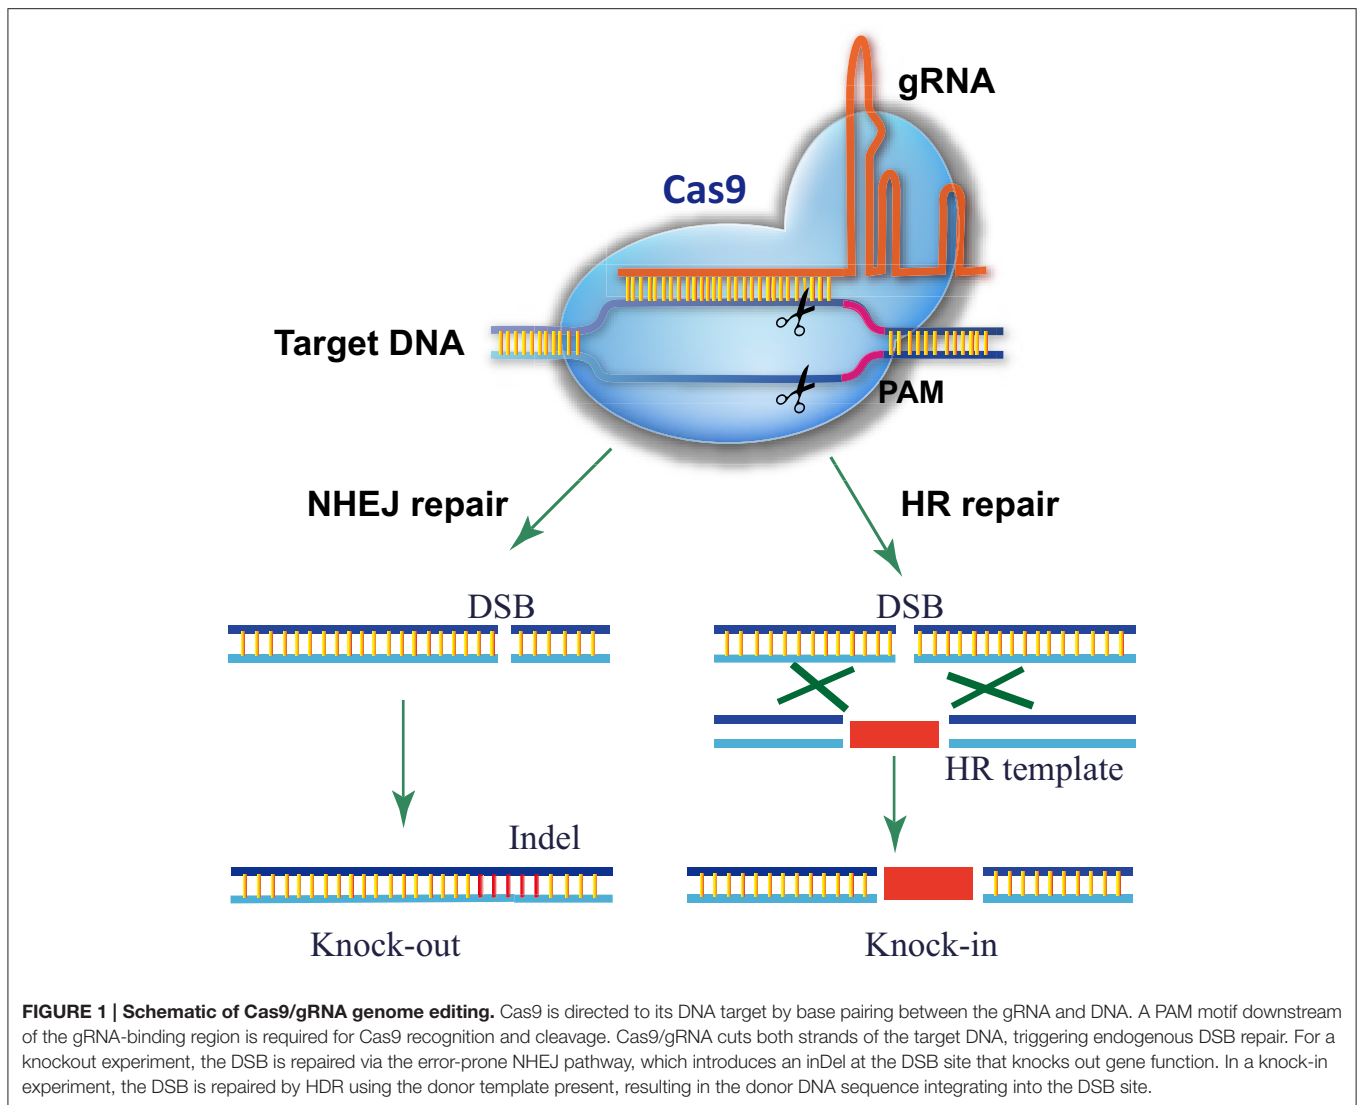 gRNA
Cas9
Target DNA
PAM
NHEJ repair
HR repair
DSB
DSB
HR template
Indel
Knock-out
Knock-in
FIGURE 1 | Schematic of Cas9/gRNA genome editing. Cas9 is directed to its DNA target by base pairing between the gRNA and DNA. A PAM motif downstream
of the gRNA-binding region is required for Cas9 recognition and cleavage. Cas9/gRNA cuts both strands of the target DNA, triggering endogenous DSB repair. For a
knockout experiment, the DSB is repaired via the error-prone NHEJ pathway, which introduces an inDel at the DSB site that knocks out gene function. In a knock-in
experiment, the DSB is repaired by HDR using the donor template present, resulting in the donor DNA sequence integrating into the DSB site.